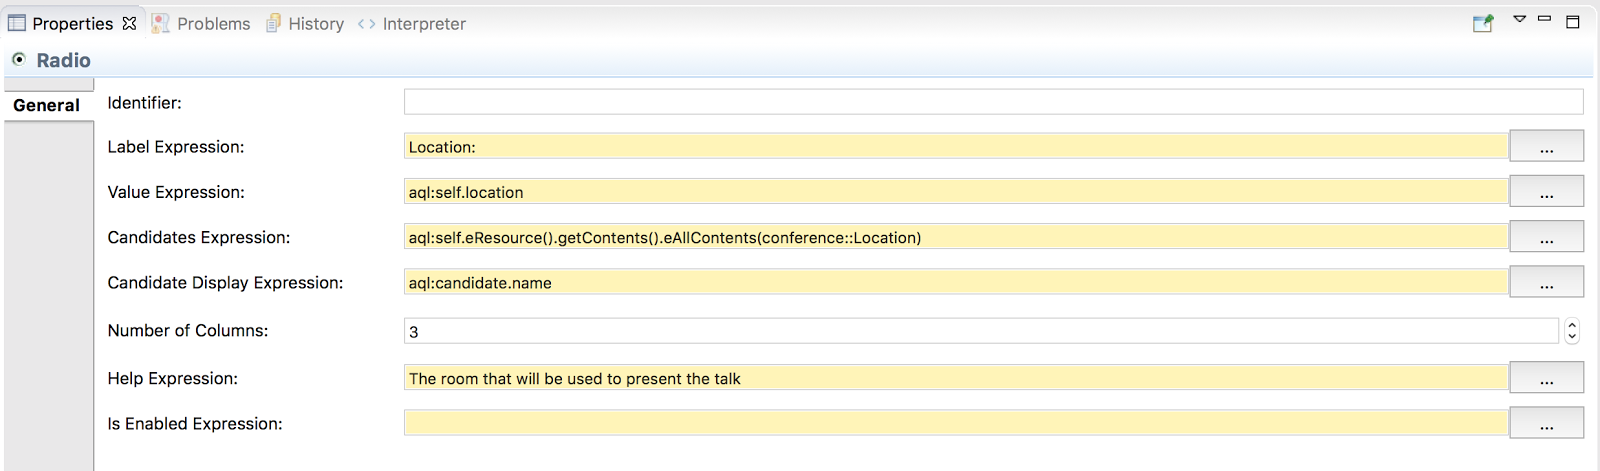 Properties Problems History Interpreter
Radio
General
Identifier:
Label Expression: Location: ...
Value Expression: aql:self.location ...
Candidates Expression: aql:self.eResource().getContents().eAllContents(conference::Location) ...
Candidate Display Expression: aql:candidate.name ...
Number of Columns: 3
Help Expression: The room that will be used to present the talk ...
Is Enabled Expression: ...